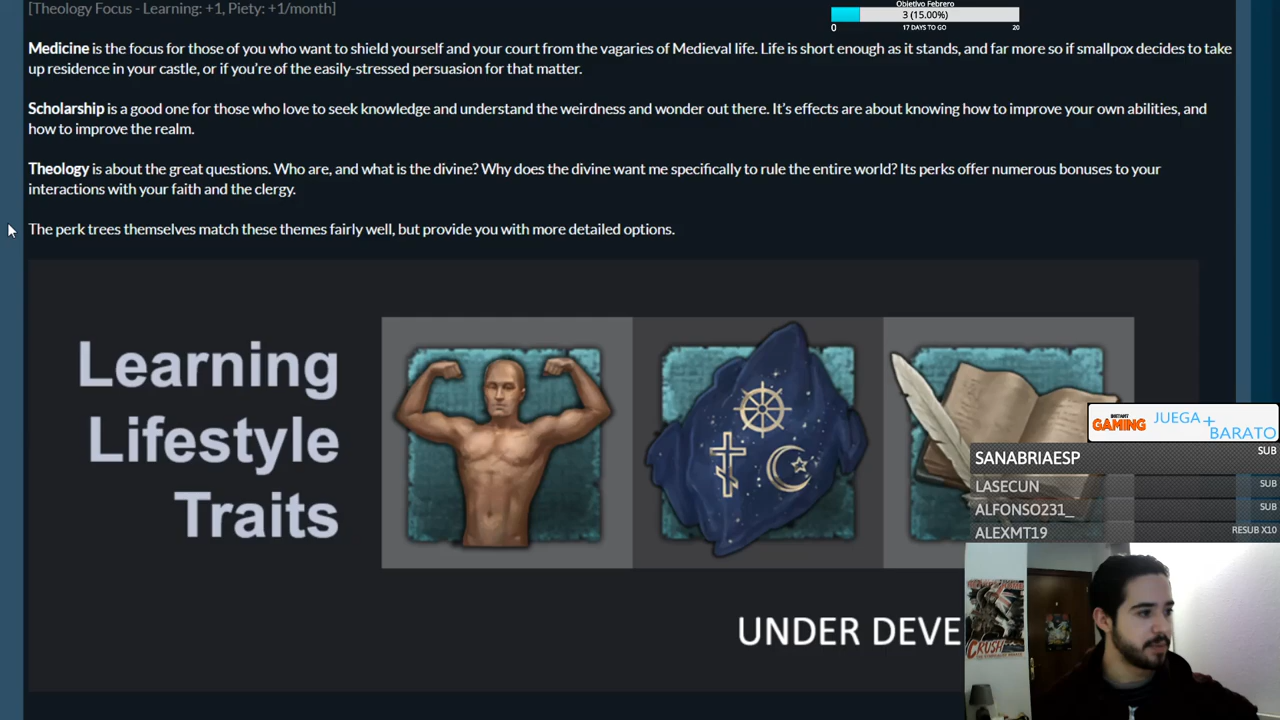 [Theology Focus - Learning: +1, Piety: +1/month]
Obietivo Febrero
3 (15.00%)
0
17 DAYS TO GO
20
Medicine is the focus for those of you who want to shield yourself and your court from the vagaries of Medieval life. Life is short enough as it stands, and far more so if smallpox decides to take
up residence in your castle, or if you’re of the easily-stressed persuasion for that matter.
Scholarship is a good one for those who love to seek knowledge and understand the weirdness and wonder out there. It’s effects are about knowing how to improve your own abilities, and
how to improve the realm.
Theology is about the great questions. Who are, and what is the divine? Why does the divine want me specifically to rule the entire world? Its perks offer numerous bonuses to your
interactions with your faith and the clergy.
The perk trees themselves match these themes fairly well, but provide you with more detailed options.
Learning
Lifestyle
Traits
INSTANT
GAMING
JUEGA+
BARATO
SANABRIAESP SUB
LASECUN SUB
ALFONSO231_ SUB
ALEXMT19 RESUB X10
UNDER DEVE
CRUSH